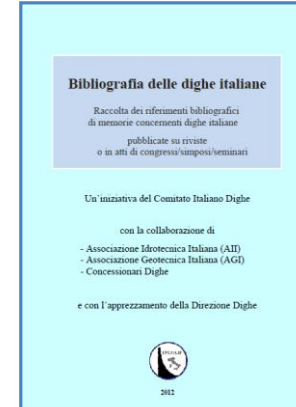 Bibliografia delle dighe italiane
Raccolta dei riferimenti bibliografici
di memorie concernenti dighe italiane
pubblicate su riviste
o in atti di congressi/simposi/seminari
Un'iniziativa del Comitato Italiano Dighe
con la collaborazione di
- Associazione Idrotecnica Italiana (AII)
- Associazione Geotecnica Italiana (AGI)
- Concessionari Dighe
e con l'apprezzamento della Direzione Dighe
2012